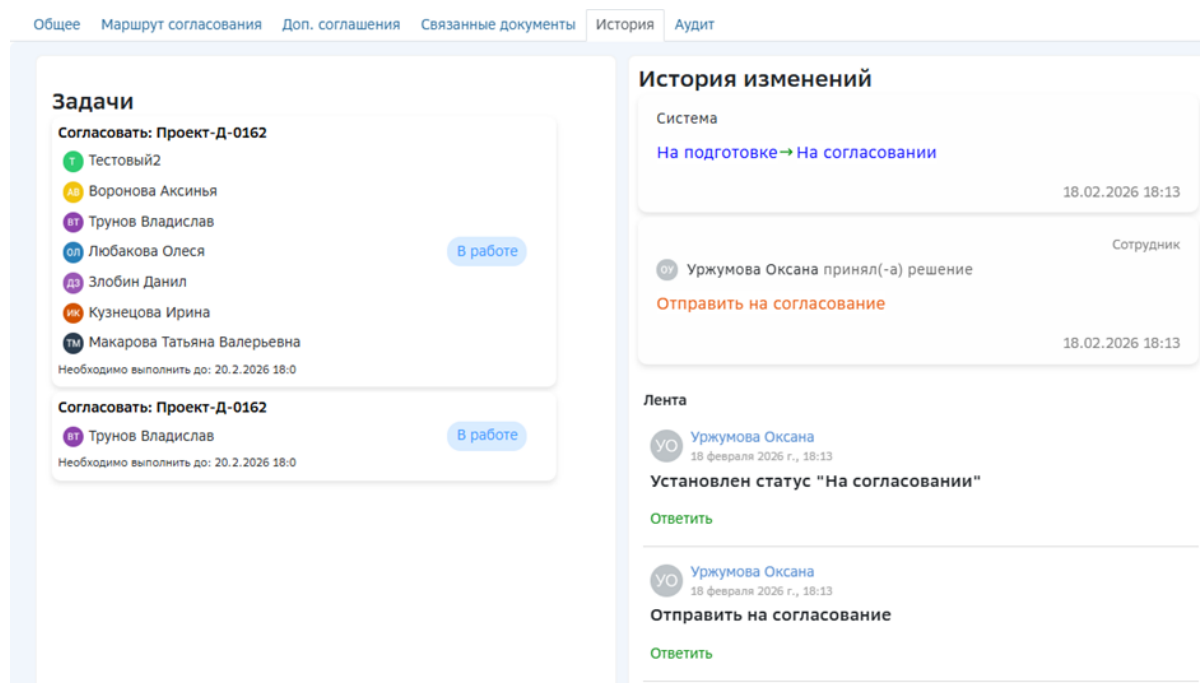 Общее Маршрут согласования Доп. соглашения Связанные документы История Аудит
Задачи
Согласовать: Проект-Д-0162
Т Тестовый2
АВ Воронова Аксинья
ВТ Трунов Владислав
ОЛ Любакова Олеся
В работе
ДЗ Злобин Данил
ИК Кузнецова Ирина
ТМ Макарова Татьяна Валерьевна
Необходимо выполнить до: 20.2.2026 18:0
Согласовать: Проект-Д-0162
ВТ Трунов Владислав
В работе
Необходимо выполнить до: 20.2.2026 18:0
История изменений
Система
На подготовке→На согласовании
18.02.2026 18:13
Сотрудник
ОУ Уржумова Оксана принял(-а) решение
Отправить на согласование
18.02.2026 18:13
Лента
УО Уржумова Оксана
18 февраля 2026 г., 18:13
Установлен статус "На согласовании"
Ответить
УО Уржумова Оксана
18 февраля 2026 г., 18:13
Отправить на согласование
Ответить